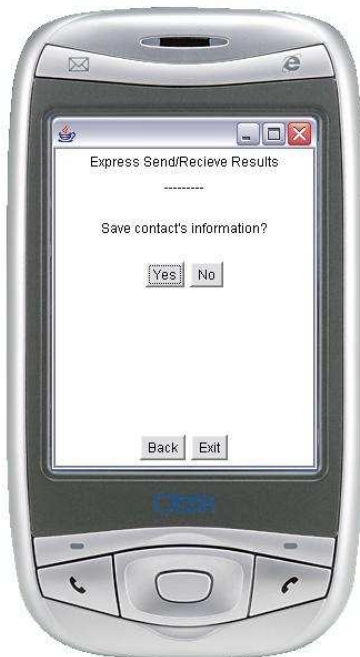 Express Send/Recieve Results
---------
Save contact's information?
Yes No
Back Exit